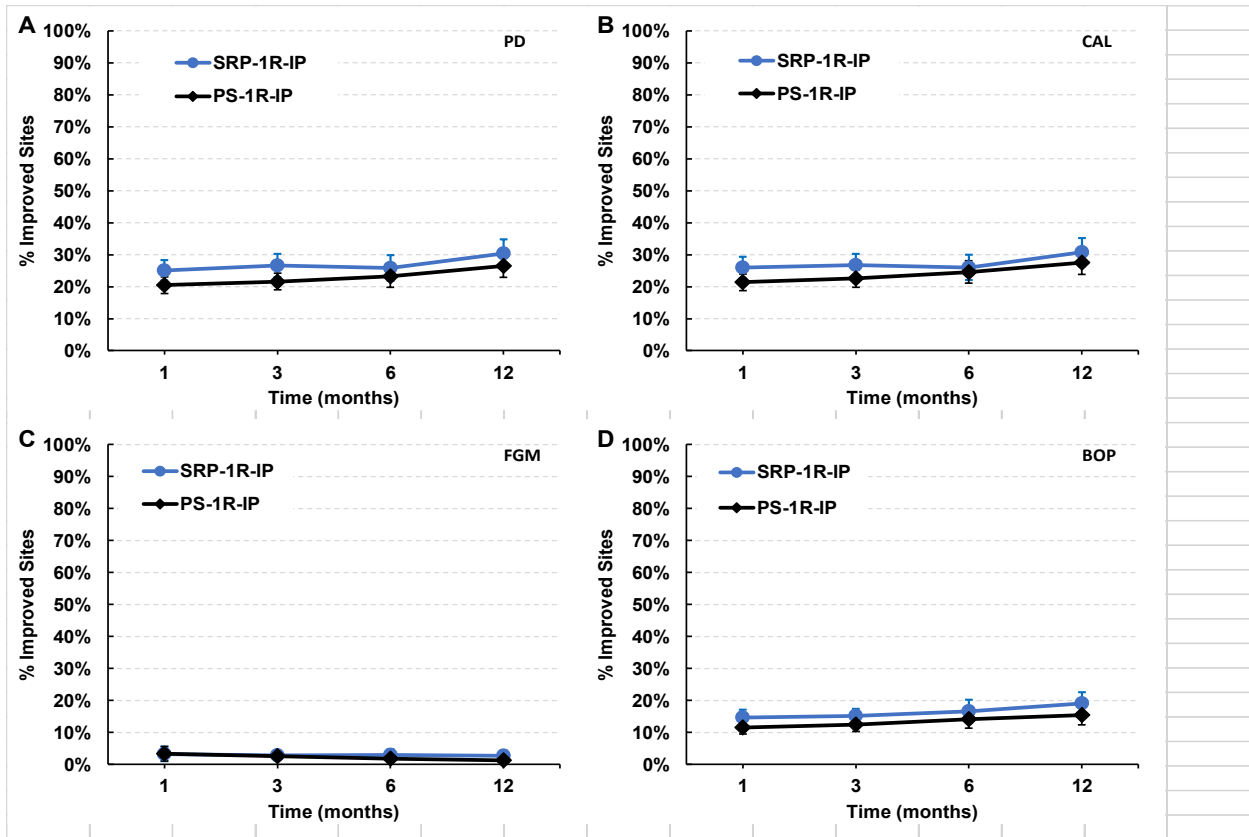 A
PD
SRP-1R-IP
PS-1R-IP
% Improved Sites
100%
90%
80%
70%
60%
50%
40%
30%
20%
10%
0%
1 3 6 12
Time (months)
B
CAL
SRP-1R-IP
PS-1R-IP
% Improved Sites
100%
90%
80%
70%
60%
50%
40%
30%
20%
10%
0%
1 3 6 12
Time (months)
C
FGM
SRP-1R-IP
PS-1R-IP
% Improved Sites
100%
90%
80%
70%
60%
50%
40%
30%
20%
10%
0%
1 3 6 12
Time (months)
D
BOP
SRP-1R-IP
PS-1R-IP
% Improved Sites
100%
90%
80%
70%
60%
50%
40%
30%
20%
10%
0%
1 3 6 12
Time (months)